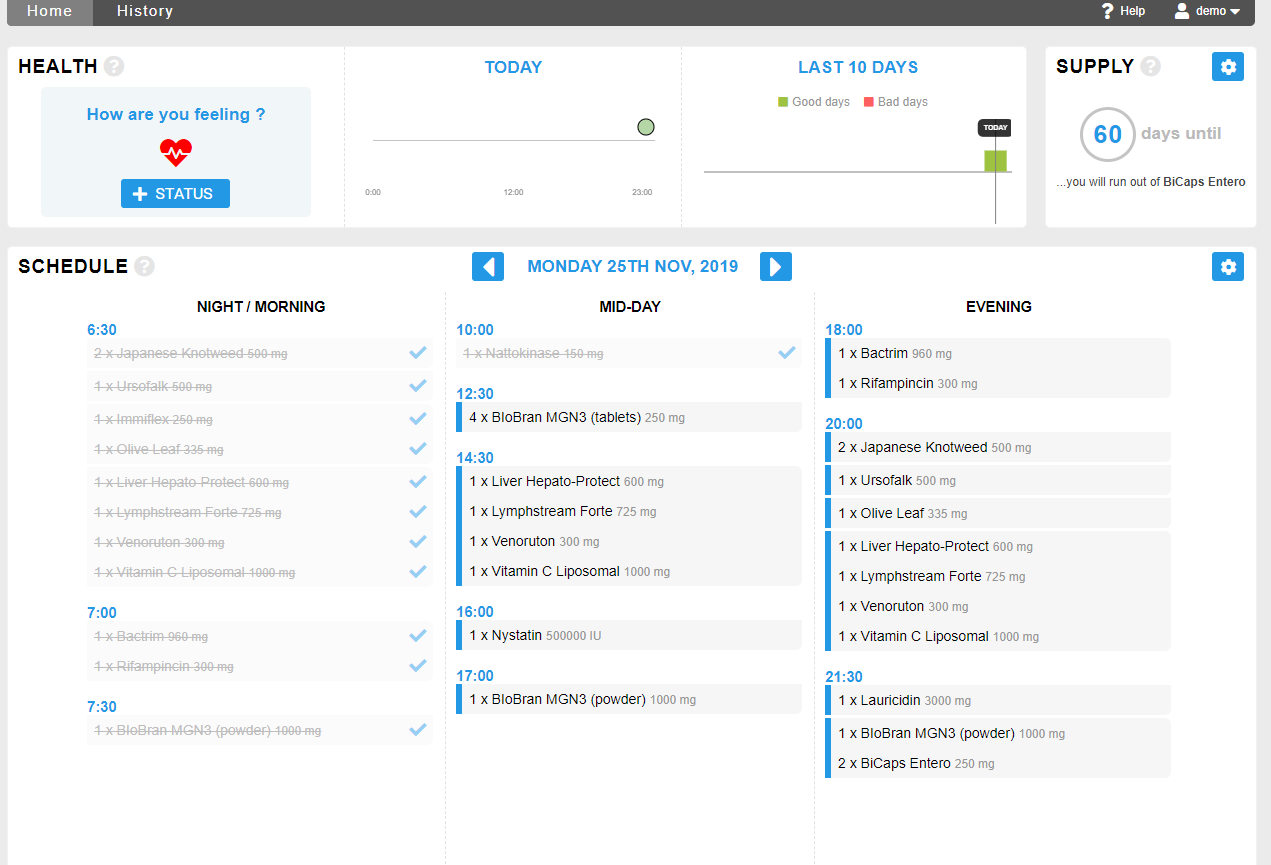 Home History ? Help demo
HEALTH ?
How are you feeling ?
+ STATUS
TODAY
0:00 12:00 23:00
LAST 10 DAYS
Good days Bad days
TODAY
SUPPLY ?
60 days until
...you will run out of BiCaps Entero
SCHEDULE ?
MONDAY 25TH NOV, 2019
NIGHT / MORNING
6:30
2 x Japanese Knotweed 500 mg
1 x Ursofalk 500 mg
1 x Immiflex 250 mg
1 x Olive Leaf 335 mg
1 x Liver Hepato-Protect 600 mg
1 x Lymphstream Forte 725 mg
1 x Venoruton 300 mg
1 x Vitamin C Liposomal 1000 mg
7:00
1 x Bactrim 960 mg
1 x Rifampincin 300 mg
7:30
1 x BIoBran MGN3 (powder) 1000 mg
MID-DAY
10:00
1 x Nattokinase 150 mg
12:30
4 x BIoBran MGN3 (tablets) 250 mg
14:30
1 x Liver Hepato-Protect 600 mg
1 x Lymphstream Forte 725 mg
1 x Venoruton 300 mg
1 x Vitamin C Liposomal 1000 mg
16:00
1 x Nystatin 500000 IU
17:00
1 x BIoBran MGN3 (powder) 1000 mg
EVENING
18:00
1 x Bactrim 960 mg
1 x Rifampincin 300 mg
20:00
2 x Japanese Knotweed 500 mg
1 x Ursofalk 500 mg
1 x Olive Leaf 335 mg
1 x Liver Hepato-Protect 600 mg
1 x Lymphstream Forte 725 mg
1 x Venoruton 300 mg
1 x Vitamin C Liposomal 1000 mg
21:30
1 x Lauricidin 3000 mg
1 x BIoBran MGN3 (powder) 1000 mg
2 x BiCaps Entero 250 mg